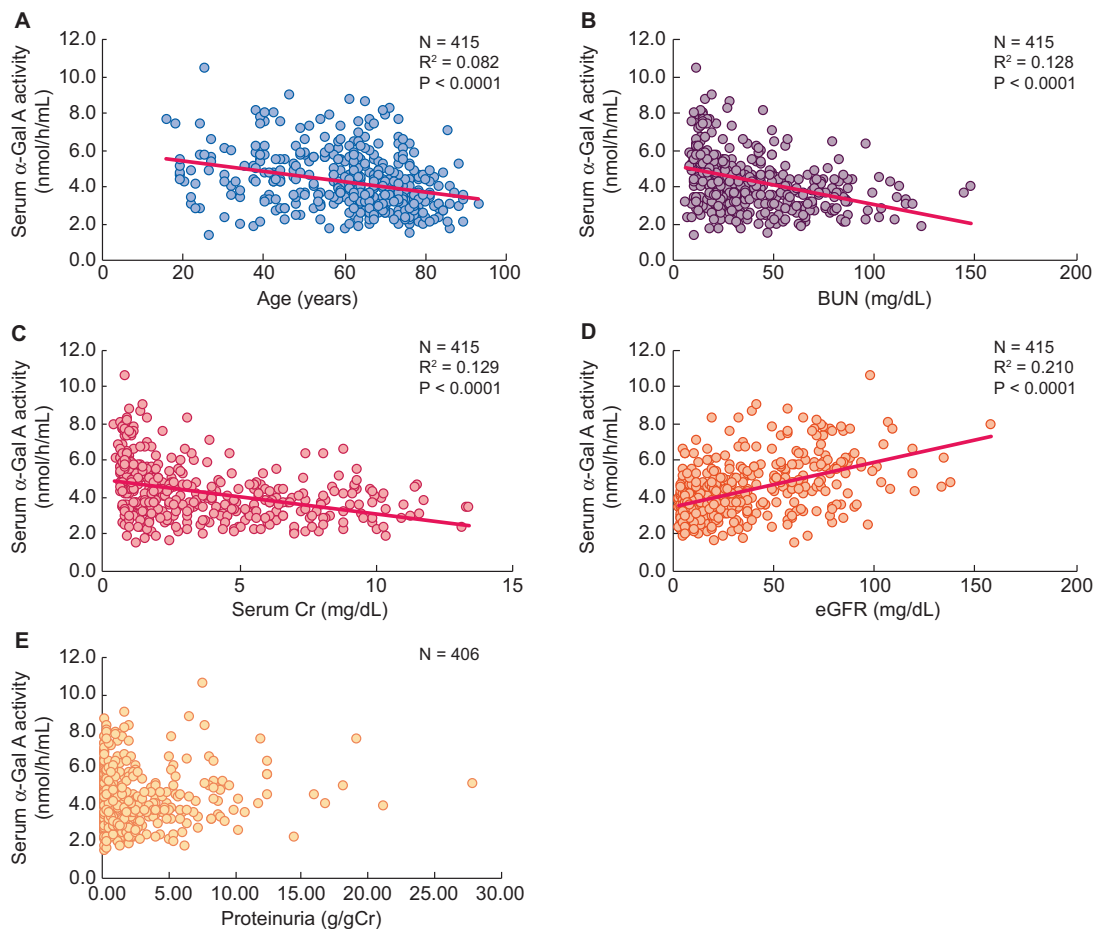 A
Serum α-Gal A activity
(nmol/h/mL)
12.0
10.0
8.0
6.0
4.0
2.0
0.0
0
20
40
60
80
100
Age (years)
N = 415
R² = 0.082
P < 0.0001
B
Serum α-Gal A activity
(nmol/h/mL)
12.0
10.0
8.0
6.0
4.0
2.0
0.0
0
50
100
150
200
BUN (mg/dL)
N = 415
R² = 0.128
P < 0.0001
C
Serum α-Gal A activity
(nmol/h/mL)
12.0
10.0
8.0
6.0
4.0
2.0
0.0
0
5
10
15
Serum Cr (mg/dL)
N = 415
R² = 0.129
P < 0.0001
D
Serum α-Gal A activity
(nmol/h/mL)
12.0
10.0
8.0
6.0
4.0
2.0
0.0
0
50
100
150
200
eGFR (mg/dL)
N = 415
R² = 0.210
P < 0.0001
E
Serum α-Gal A activity
(nmol/h/mL)
12.0
10.0
8.0
6.0
4.0
2.0
0.0
0.00
5.00
10.00
15.00
20.00
25.00
30.00
Proteinuria (g/gCr)
N = 406